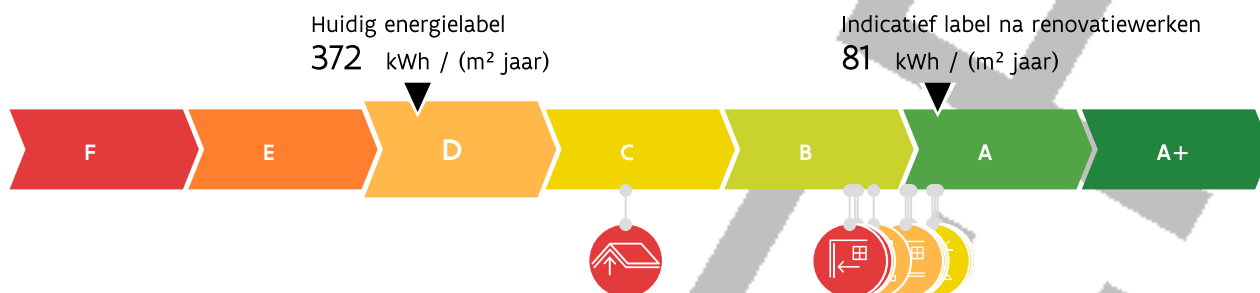 Huidig energielabel
372 kWh / (m² jaar)
Indicatief label na renovatiewerken
81 kWh / (m² jaar)
F E D C B A A+